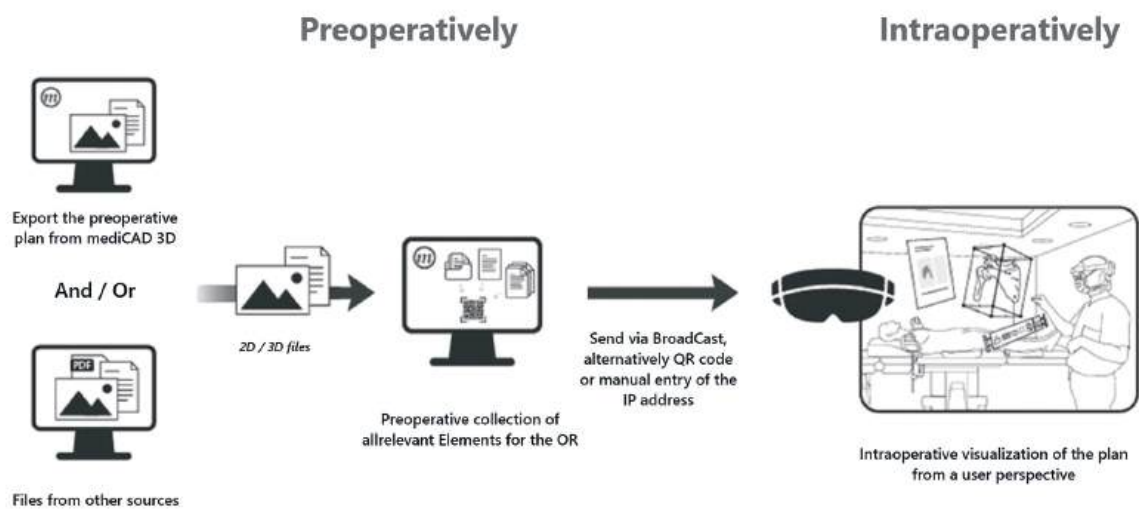 Preoperatively
Intraoperatively
m
Export the preoperative
plan from mediCAD 3D
And / Or
PDF
Files from other sources
2D / 3D files
m
Preoperative collection of
allrelevant Elements for the OR
Send via BroadCast,
alternatively QR code
or manual entry of the
IP address
Intraoperative visualization of the plan
from a user perspective